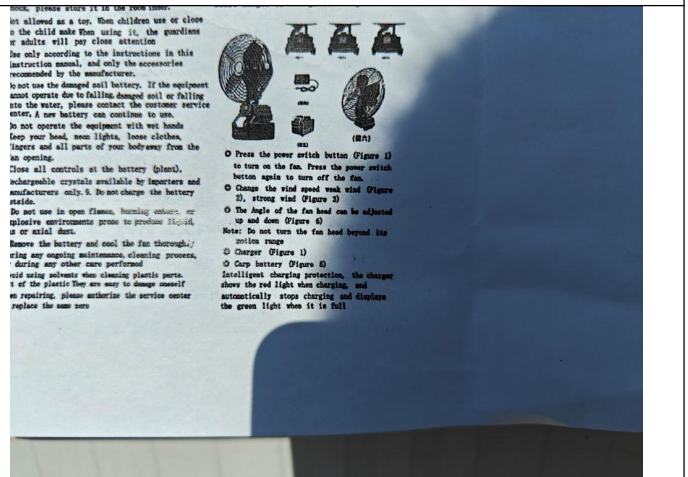 shock, please store it in the room inner.
Not allowed as a toy. When children use or close
to the child make When using it, the guardians
or adults will pay close attention
Use only according to the instructions in this
instruction manual, and only the accessories
recommended by the manufacturer.
Do not use the damaged soil battery. If the equipment
cannot operate due to falling, damaged soil or falling
into the water, please contact the customer service
center, A new battery can continue to use.
Do not operate the equipment with wet hands
Keep your head, neon lights, loose clothes,
fingers and all parts of your body away from the
fan opening.
Close all controls at the battery (plant).
Rechargeable crystals available by importers and
manufacturers only. 9. Do not charge the battery
outside.
Do not use in open flames, burning or
explosive environments prone to produce liquid,
gas or axial dust.
Remove the battery and cool the fan thorough
during any ongoing maintenance, cleaning process,
during any other care performed
Avoid using solvents when cleaning plastic parts.
of the plastic They are easy to damage oneself
When repairing, please authorize the service center
replace the same
(图六)
Press the power switch button (Figure 1)
to turn on the fan. Press the power switch
button again to turn off the fan.
Change the wind speed weak wind (Figure
2), strong wind (Figure 3)
The Angle of the fan head can be adjusted
up and down (Figure 6)
Note: Do not turn the fan head beyond its
motion range
Charger (Figure 1)
Carp battery (Figure 5)
Intelligent charging protection, the charger
shows the red light when charging, and
automatically stops charging and displays
the green light when it is full